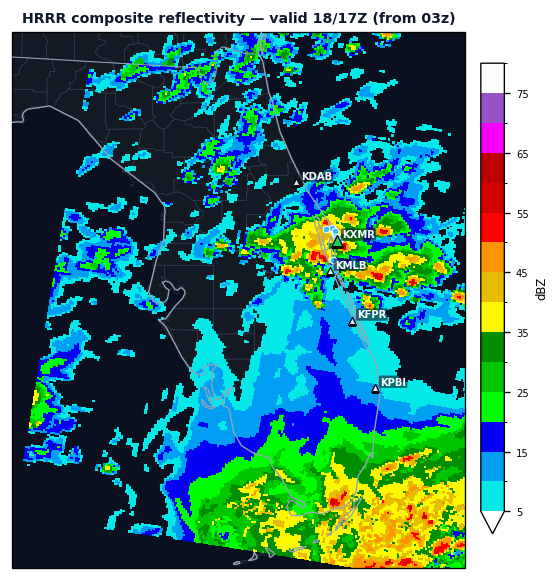 HRRR composite reflectivity — valid 18/17Z (from 03z)
75
65
55
45
35
25
15
5
dBZ
KDAB
KXMR
KMLB
KFPR
KPBI